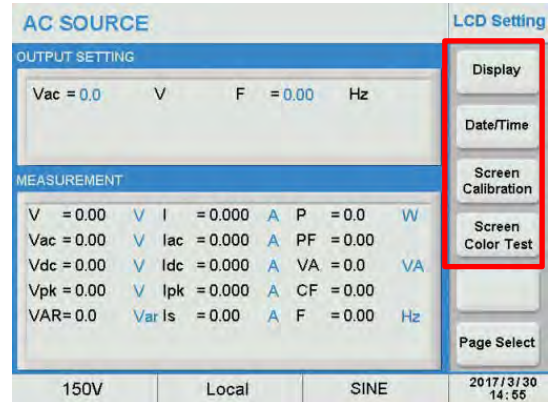 AC SOURCE
LCD Setting
OUTPUT SETTING
Vac = 0.0 V F = 0.00 Hz
Display
Date/Time
Screen
Calibration
Screen
Color Test
MEASUREMENT
V = 0.00 V I = 0.000 A P = 0.0 W
Vac = 0.00 V Iac = 0.000 A PF = 0.00
Vdc = 0.00 V Idc = 0.000 A VA = 0.0 VA
Vpk = 0.00 V Ipk = 0.000 A CF = 0.00
VAR= 0.0 Var Is = 0.00 A F = 0.00 Hz
Page Select
150V Local SINE 2017/3/30
14:55